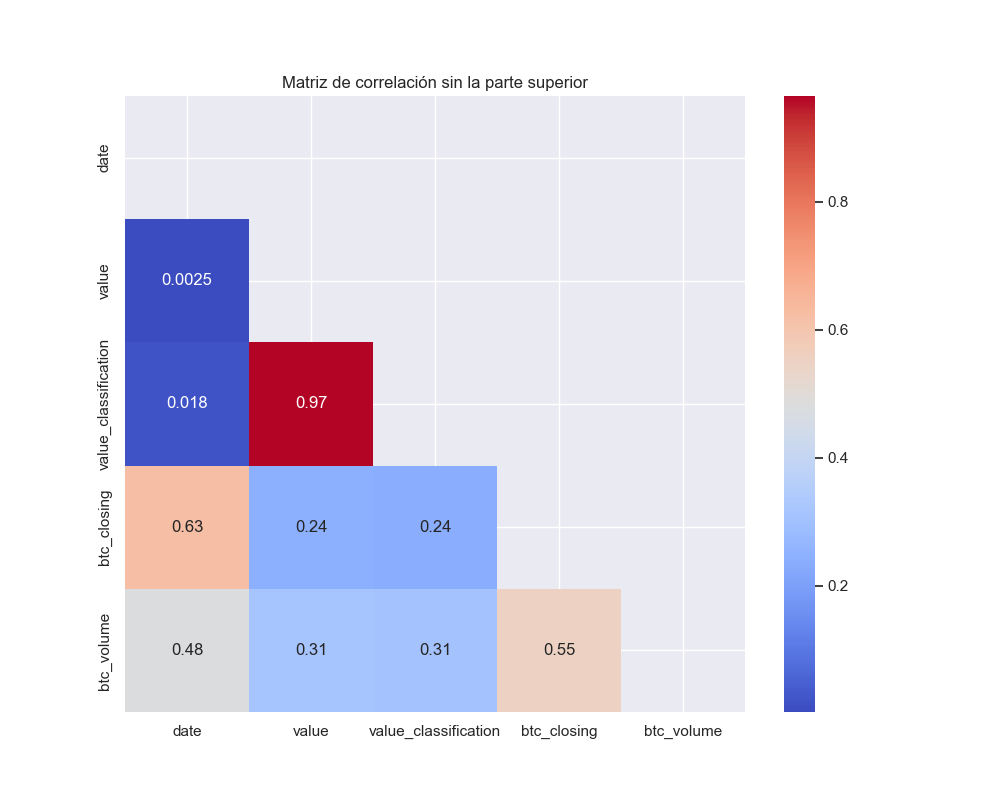 Matriz de correlación sin la parte superior
date
value
0.0025
value_classification
0.018 0.97
btc_closing
0.63 0.24 0.24
btc_volume
0.48 0.31 0.31 0.55
date value value_classification btc_closing btc_volume
0.8
0.6
0.4
0.2